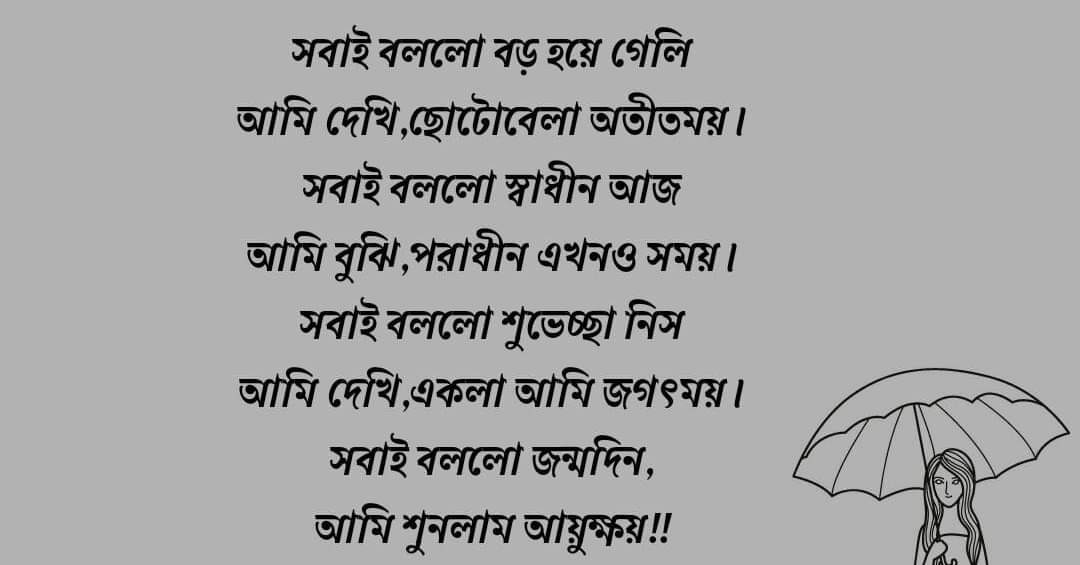 সবাই বললো বড় হয়ে গেলি
আমি দেখি,ছোটোবেলা অতীতময়।
সবাই বললো স্বাধীন আজ
আমি বুঝি,পরাধীন এখনও সময়।
সবাই বললো শুভেচ্ছা নিস
আমি দেখি,একলা আমি জগৎময়।
সবাই বললো জন্মদিন,
আমি শুনলাম আয়ুক্ষয়!!